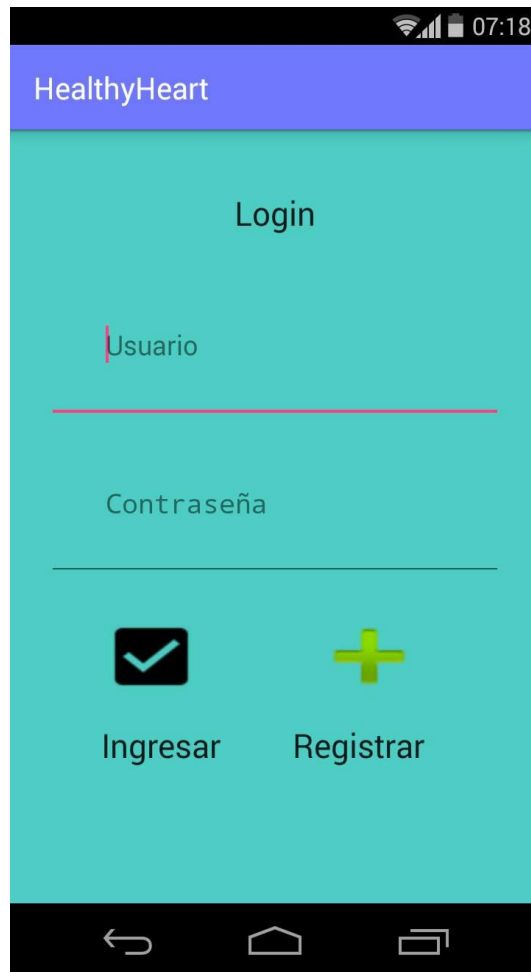 07:18
HealthyHeart
Login
Usuario
Contraseña
Ingresar Registrar